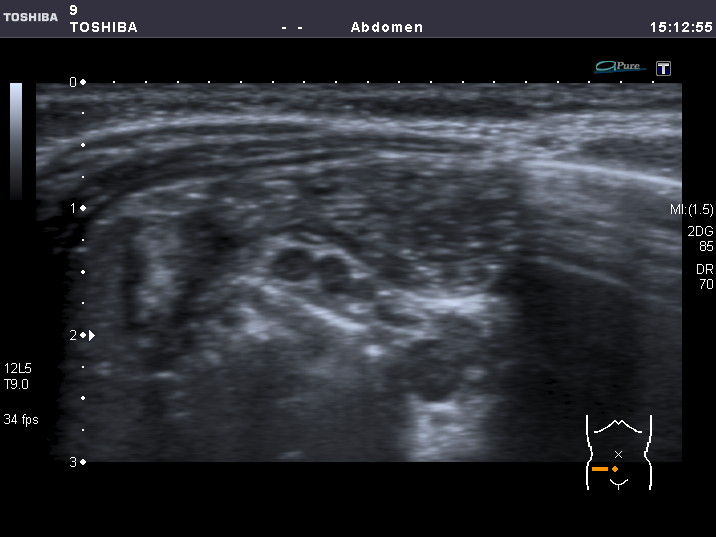 TOSHIBA
9
TOSHIBA - - Abdomen 15:12:55
aPure T
0
1
2
3
MI:(1.5)
2DG
85
DR
70
12L5
T9.0
34 fps